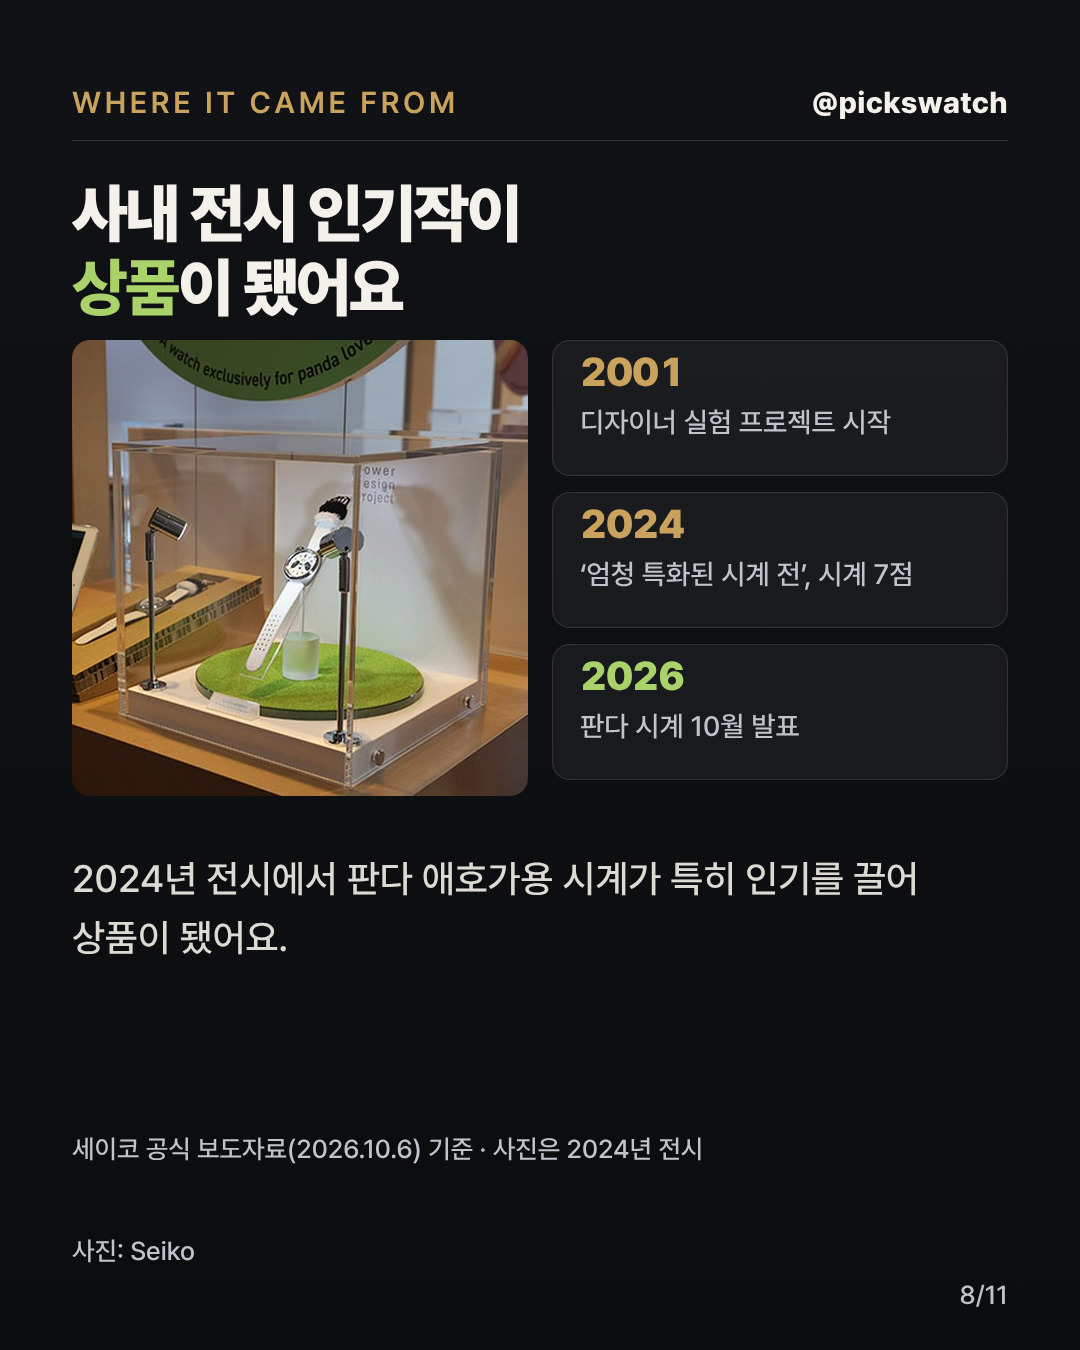 WHERE IT CAME FROM
@pickswatch
사내 전시 인기작이
상품이 됐어요
A watch exclusively for panda love
ower
esign
roject
2001
디자이너 실험 프로젝트 시작
2024
‘엄청 특화된 시계 전’, 시계 7점
2026
판다 시계 10월 발표
2024년 전시에서 판다 애호가용 시계가 특히 인기를 끌어
상품이 됐어요.
세이코 공식 보도자료(2026.10.6) 기준 · 사진은 2024년 전시
사진: Seiko
8/11